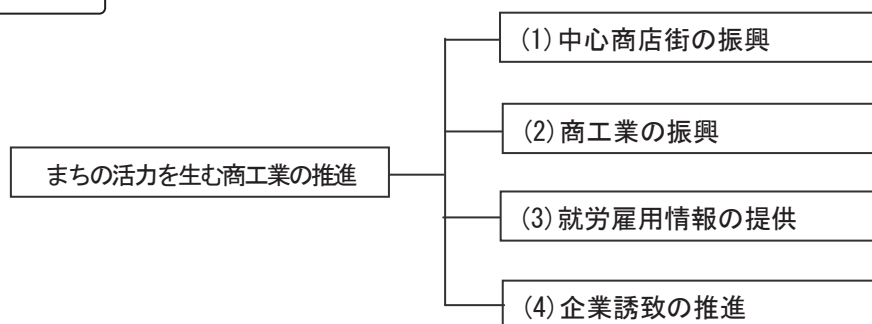 まちの活力を生む商工業の推進
(1)中心商店街の振興
(2)商工業の振興
(3)就労雇用情報の提供
(4)企業誘致の推進